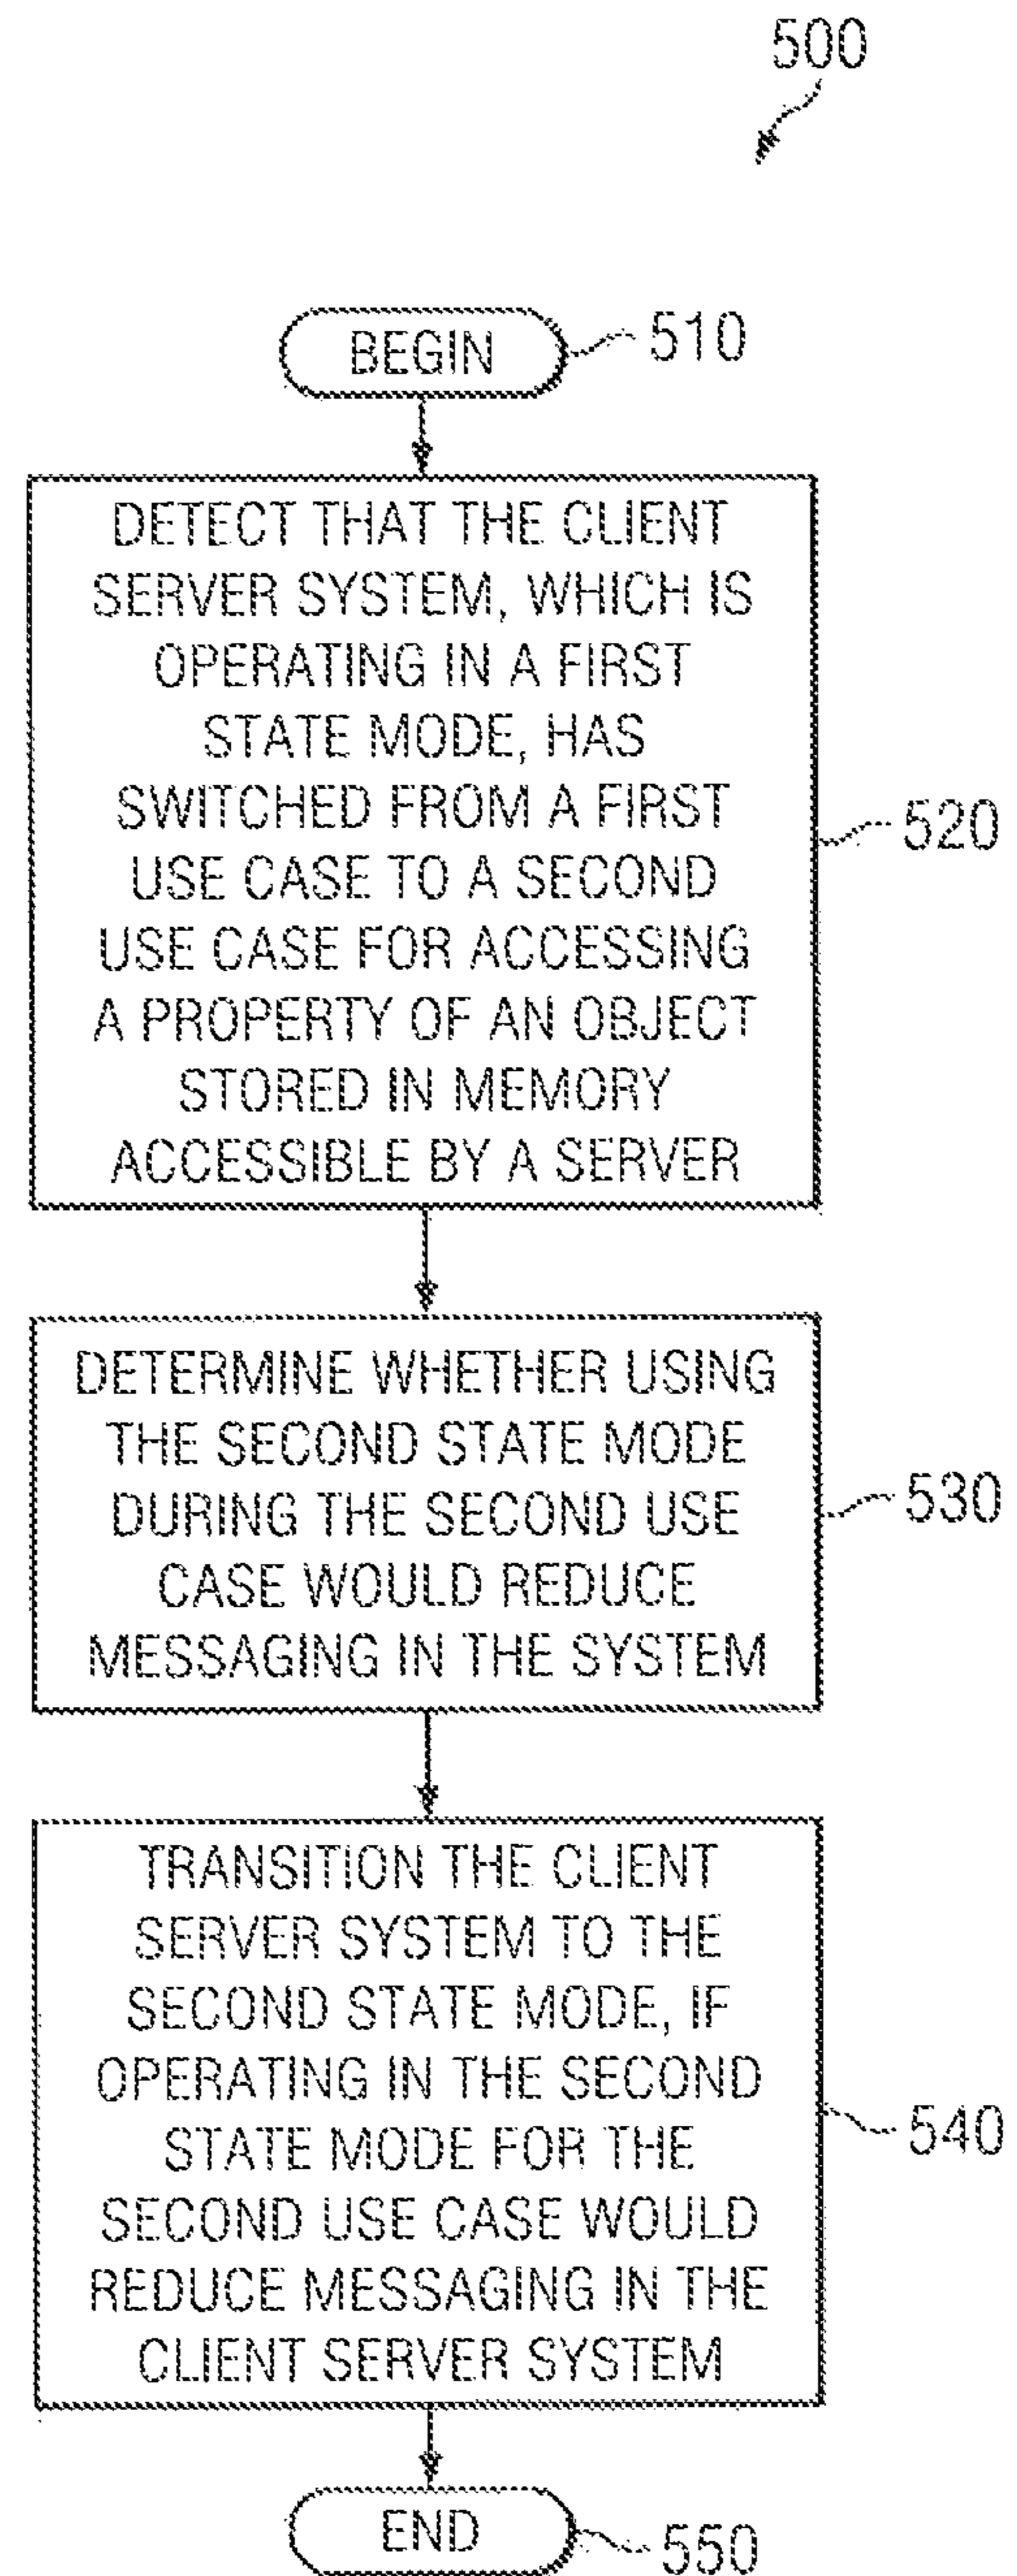 500
BEGIN
510
DETECT THAT THE CLIENT
SERVER SYSTEM, WHICH IS
OPERATING IN A FIRST
STATE MODE, HAS
SWITCHED FROM A FIRST
USE CASE TO A SECOND
USE CASE FOR ACCESSING
A PROPERTY OF AN OBJECT
STORED IN MEMORY
ACCESSIBLE BY A SERVER
520
DETERMINE WHETHER USING
THE SECOND STATE MODE
DURING THE SECOND USE
CASE WOULD REDUCE
MESSAGING IN THE SYSTEM
530
TRANSITION THE CLIENT
SERVER SYSTEM TO THE
SECOND STATE MODE, IF
OPERATING IN THE SECOND
STATE MODE FOR THE
SECOND USE CASE WOULD
REDUCE MESSAGING IN THE
CLIENT SERVER SYSTEM
540
END
550